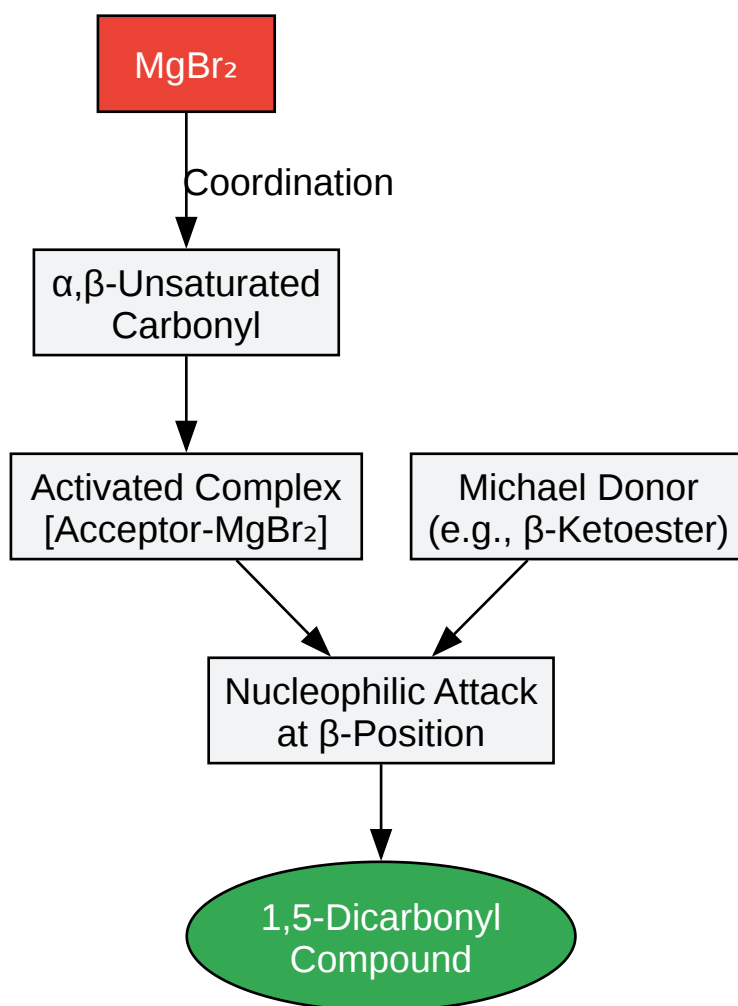 MgBr₂
Coordination
α,β-Unsaturated
Carbonyl
Activated Complex
[Acceptor-MgBr₂]
Michael Donor
(e.g., β-Ketoester)
Nucleophilic Attack
at β-Position
1,5-Dicarbonyl
Compound